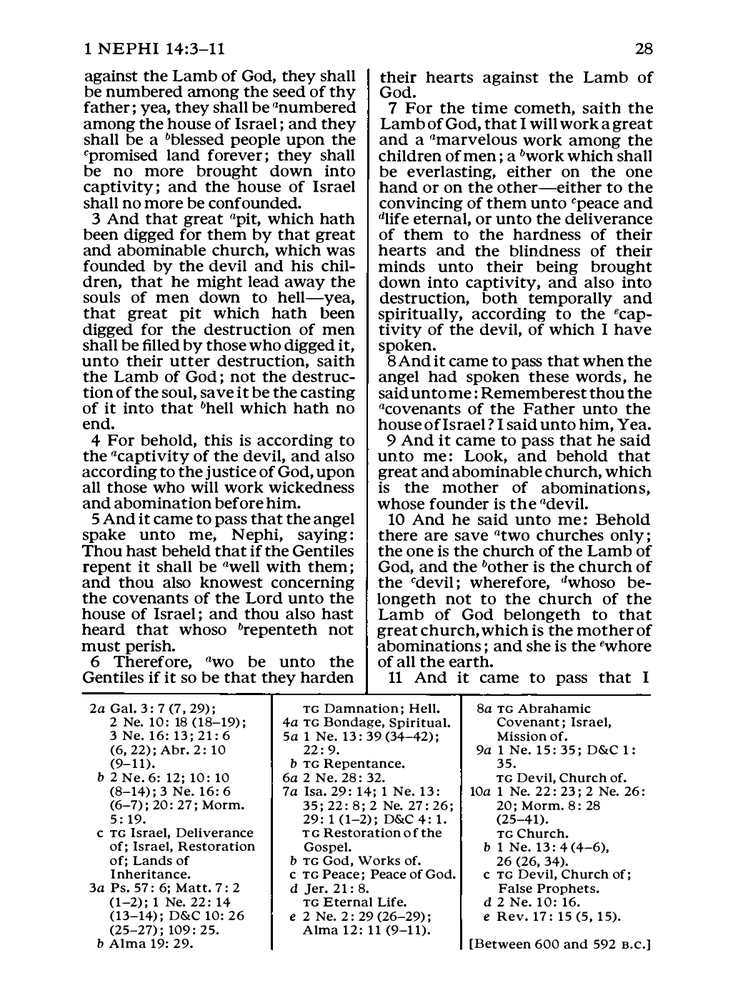 1 NEPHI 14:3–11
28
against the Lamb of God, they shall
be numbered among the seed of thy
father; yea, they shall be ᵃnumbered
among the house of Israel; and they
shall be a ᵇblessed people upon the
ᶜpromised land forever; they shall
be no more brought down into
captivity; and the house of Israel
shall no more be confounded.
3 And that great ᵃpit, which hath
been digged for them by that great
and abominable church, which was
founded by the devil and his chil-
dren, that he might lead away the
souls of men down to hell—yea,
that great pit which hath been
digged for the destruction of men
shall be filled by those who digged it,
unto their utter destruction, saith
the Lamb of God; not the destruc-
tion of the soul, save it be the casting
of it into that ᵇhell which hath no
end.
4 For behold, this is according to
the ᵃcaptivity of the devil, and also
according to the justice of God, upon
all those who will work wickedness
and abomination before him.
5 And it came to pass that the angel
spake unto me, Nephi, saying:
Thou hast beheld that if the Gentiles
repent it shall be ᵃwell with them;
and thou also knowest concerning
the covenants of the Lord unto the
house of Israel; and thou also hast
heard that whoso ᵇrepenteth not
must perish.
6 Therefore, ᵃwo be unto the
Gentiles if it so be that they harden
their hearts against the Lamb of
God.
7 For the time cometh, saith the
Lamb of God, that I will work a great
and a ᵃmarvelous work among the
children of men; a ᵇwork which shall
be everlasting, either on the one
hand or on the other—either to the
convincing of them unto ᶜpeace and
ᵈlife eternal, or unto the deliverance
of them to the hardness of their
hearts and the blindness of their
minds unto their being brought
down into captivity, and also into
destruction, both temporally and
spiritually, according to the ᵉcap-
tivity of the devil, of which I have
spoken.
8 And it came to pass that when the
angel had spoken these words, he
said unto me: Rememberest thou the
ᵃcovenants of the Father unto the
house of Israel? I said unto him, Yea.
9 And it came to pass that he said
unto me: Look, and behold that
great and abominable church, which
is the mother of abominations,
whose founder is the ᵃdevil.
10 And he said unto me: Behold
there are save ᵃtwo churches only;
the one is the church of the Lamb of
God, and the ᵇother is the church of
the ᶜdevil; wherefore, ᵈwhoso be-
longeth not to the church of the
Lamb of God belongeth to that
great church, which is the mother of
abominations; and she is the ᵉwhore
of all the earth.
11 And it came to pass that I
2a Gal. 3: 7 (7, 29);
2 Ne. 10: 18 (18–19);
3 Ne. 16: 13; 21: 6
(6, 22); Abr. 2: 10
(9–11).
b 2 Ne. 6: 12; 10: 10
(8–14); 3 Ne. 16: 6
(6–7); 20: 27; Morm.
5: 19.
c TG Israel, Deliverance
of; Israel, Restoration
of; Lands of
Inheritance.
3a Ps. 57: 6; Matt. 7: 2
(1–2); 1 Ne. 22: 14
(13–14); D&C 10: 26
(25–27); 109: 25.
b Alma 19: 29.
TG Damnation; Hell.
4a TG Bondage, Spiritual.
5a 1 Ne. 13: 39 (34–42);
22: 9.
b TG Repentance.
6a 2 Ne. 28: 32.
7a Isa. 29: 14; 1 Ne. 13:
35; 22: 8; 2 Ne. 27: 26;
29: 1 (1–2); D&C 4: 1.
TG Restoration of the
Gospel.
b TG God, Works of.
c TG Peace; Peace of God.
d Jer. 21: 8.
TG Eternal Life.
e 2 Ne. 2: 29 (26–29);
Alma 12: 11 (9–11).
8a TG Abrahamic
Covenant; Israel,
Mission of.
9a 1 Ne. 15: 35; D&C 1:
35.
TG Devil, Church of.
10a 1 Ne. 22: 23; 2 Ne. 26:
20; Morm. 8: 28
(25–41).
TG Church.
b 1 Ne. 13: 4 (4–6),
26 (26, 34).
c TG Devil, Church of;
False Prophets.
d 2 Ne. 10: 16.
e Rev. 17: 15 (5, 15).
[Between 600 and 592 B.C.]